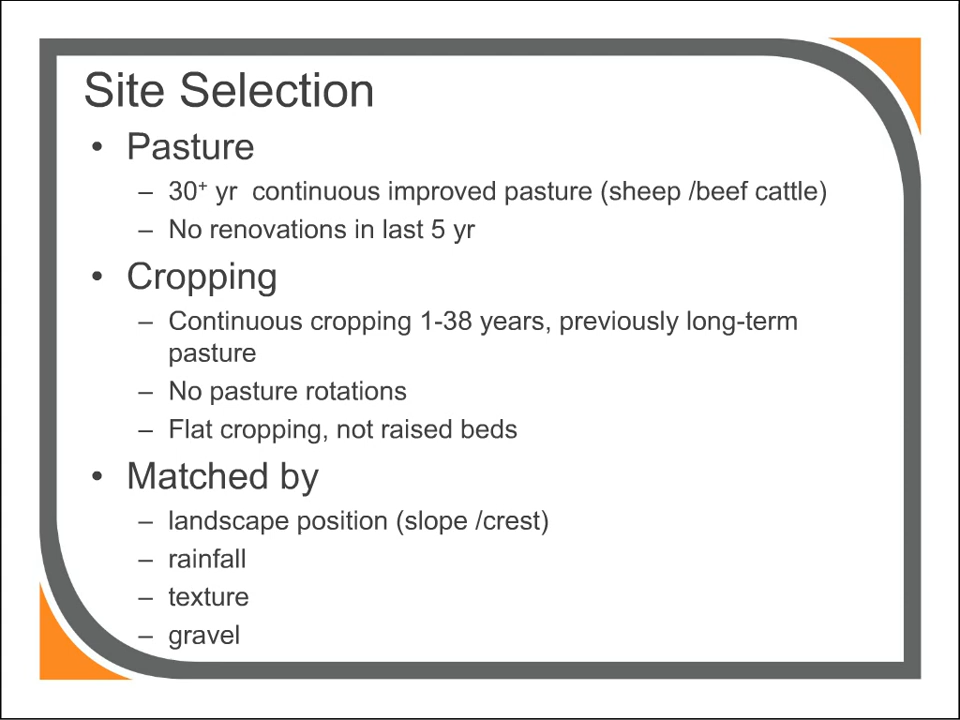 Site Selection
• Pasture
– 30⁺ yr  continuous improved pasture (sheep /beef cattle)
– No renovations in last 5 yr
• Cropping
– Continuous cropping 1-38 years, previously long-term
pasture
– No pasture rotations
– Flat cropping, not raised beds
• Matched by
– landscape position (slope /crest)
– rainfall
– texture
– gravel